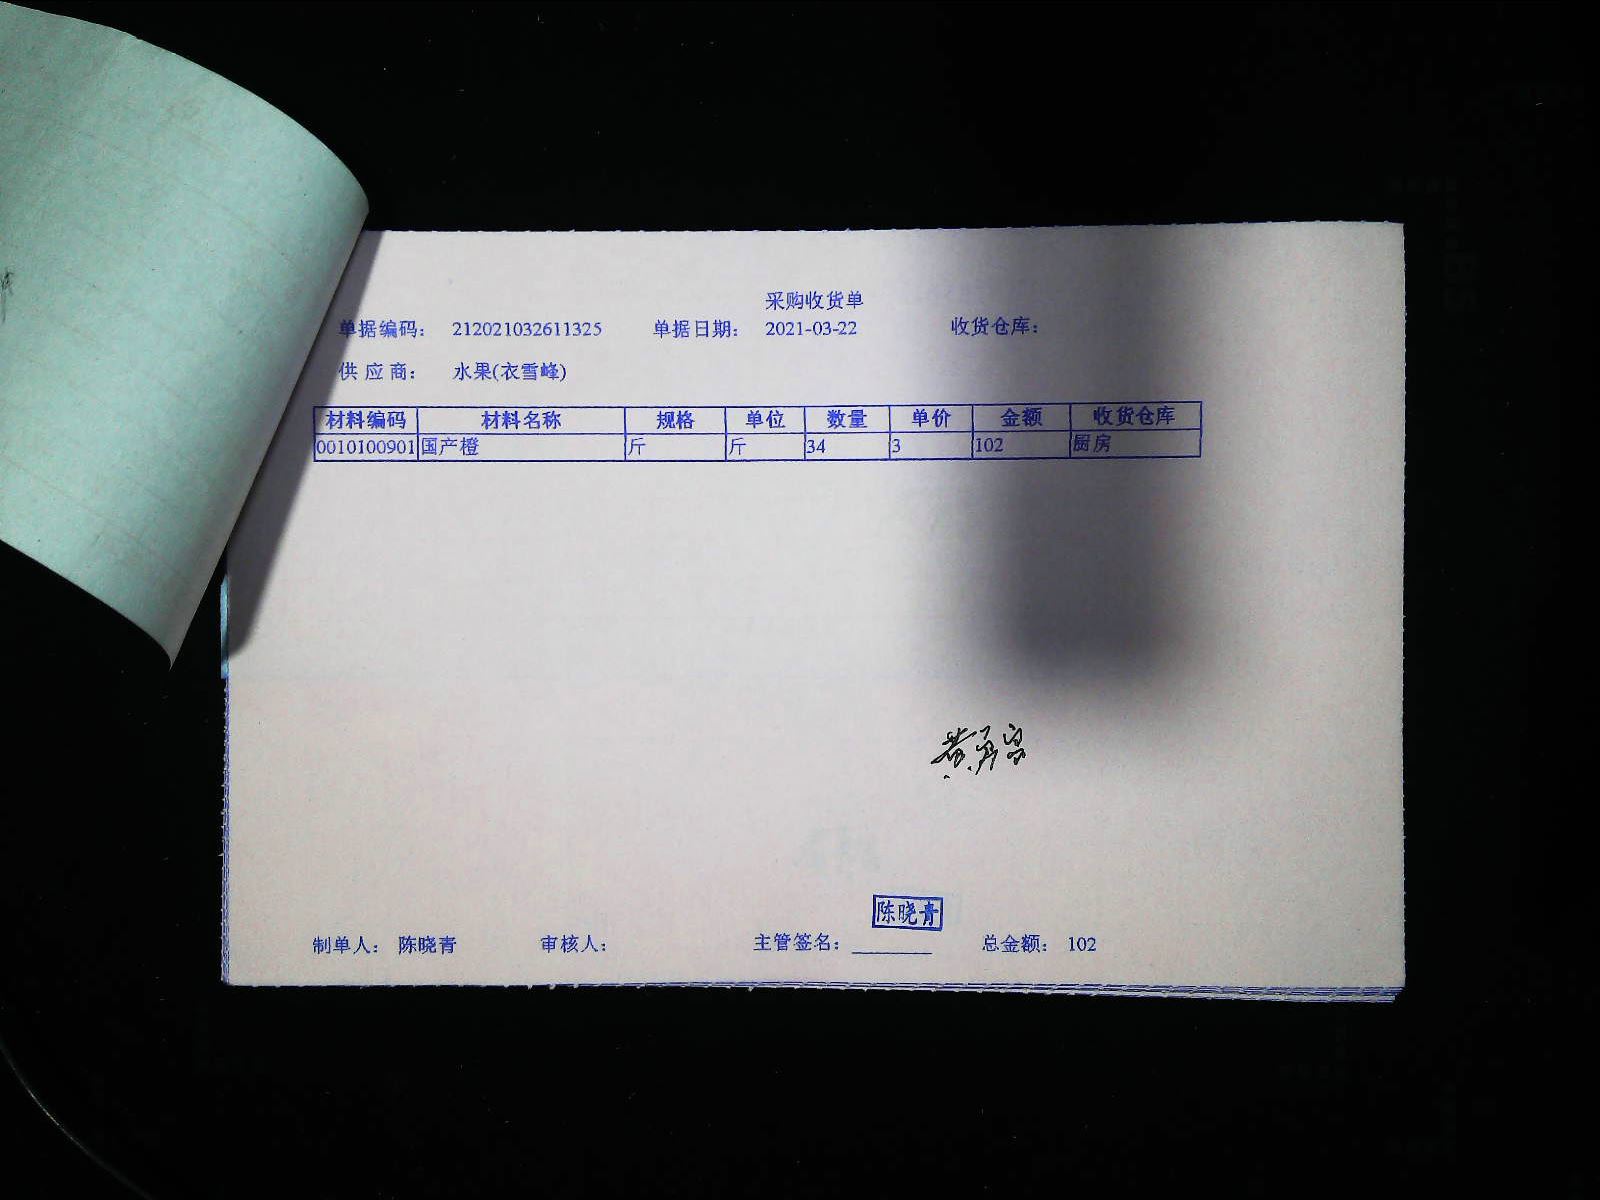 采购收货单
单据编码： 212021032611325 单据日期： 2021-03-22 收货仓库：
供应商： 水果(衣雪峰)
材料编码 材料名称 规格 单位 数量 单价 金额 收货仓库
0010100901 国产橙 斤 斤 34 3 102 厨房
陈晓青
制单人： 陈晓青 审核人： 主管签名： ________ 总金额： 102